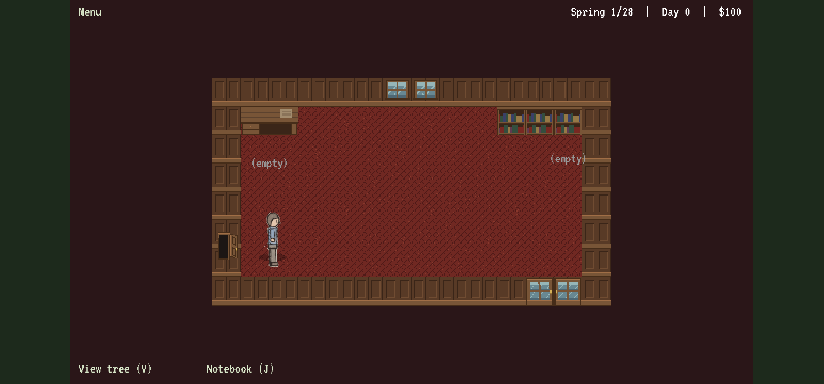 Menu
Spring 1/28 | Day 0 | $100
(empty)
(empty)
View tree (V)
Notebook (J)